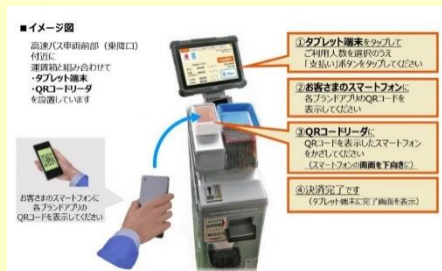 ■イメージ図
高速バス車両前部（乗降口）
付近に
運賃箱と組み合わせて
・タブレット端末
・QRコードリーダ
を設置しています
①タブレット端末をタップして
ご利用人数を選択のうえ
「支払い」ボタンをタップしてください
②お客さまのスマートフォンに
各ブランドアプリのQRコードを
表示してください
③QRコードリーダに
QRコードを表示したスマートフォン
をかざしてください
（スマートフォンの画面を下向きに）
④決済完了です
（タブレット端末に完了画面を表示）
お客さまのスマートフォンに
各ブランドアプリの
QRコードを表示してください